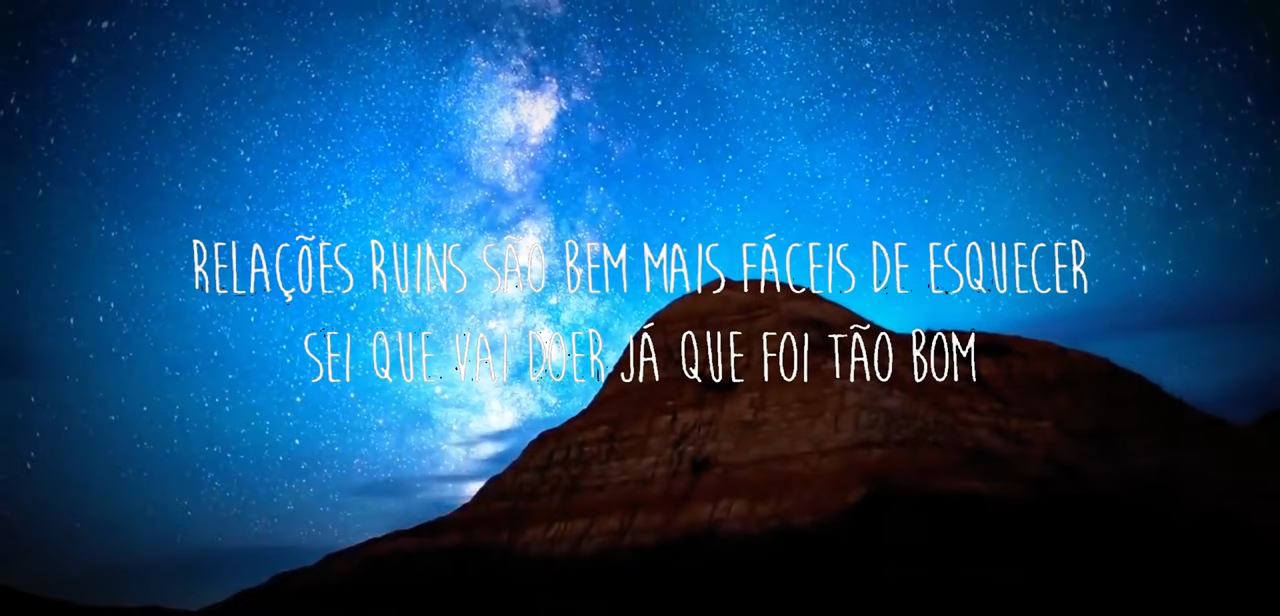 RELAÇÕES RUINS SÃO BEM MAIS FÁCEIS DE ESQUECER
SEI QUE VAI DOER JÁ QUE FOI TÃO BOM